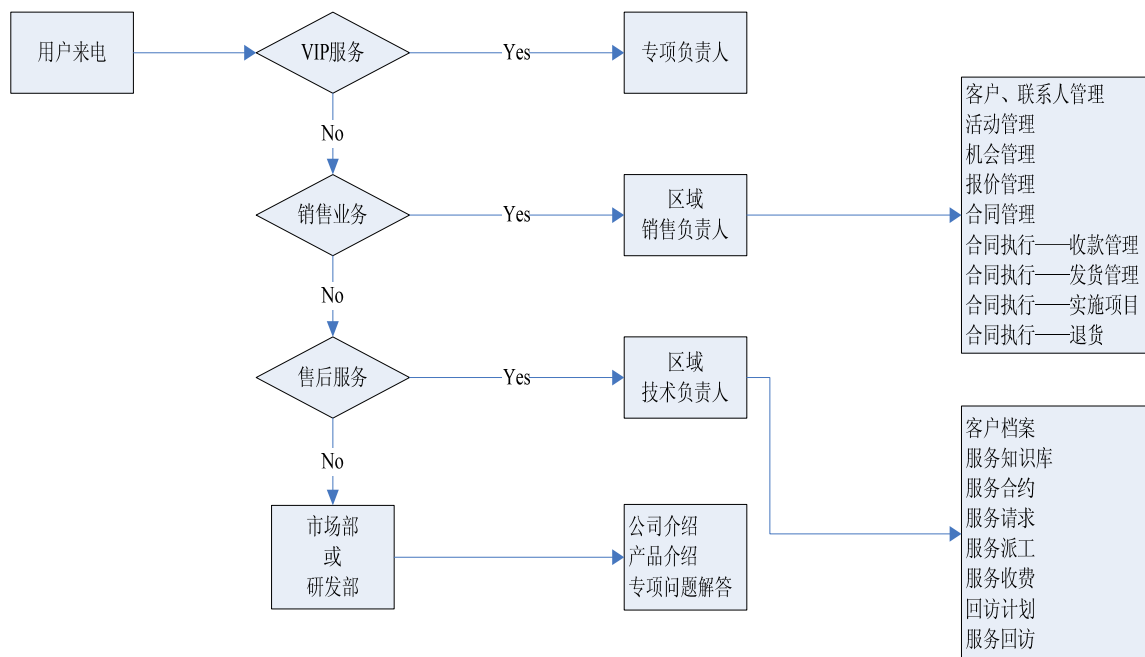 用户来电
VIP服务
Yes
专项负责人
No
销售业务
Yes
区域
销售负责人
客户、联系人管理
活动管理
机会管理
报价管理
合同管理
合同执行——收款管理
合同执行——发货管理
合同执行——实施项目
合同执行——退货
No
售后服务
Yes
区域
技术负责人
客户档案
服务知识库
服务合约
服务请求
服务派工
服务收费
回访计划
服务回访
No
市场部
或
研发部
公司介绍
产品介绍
专项问题解答